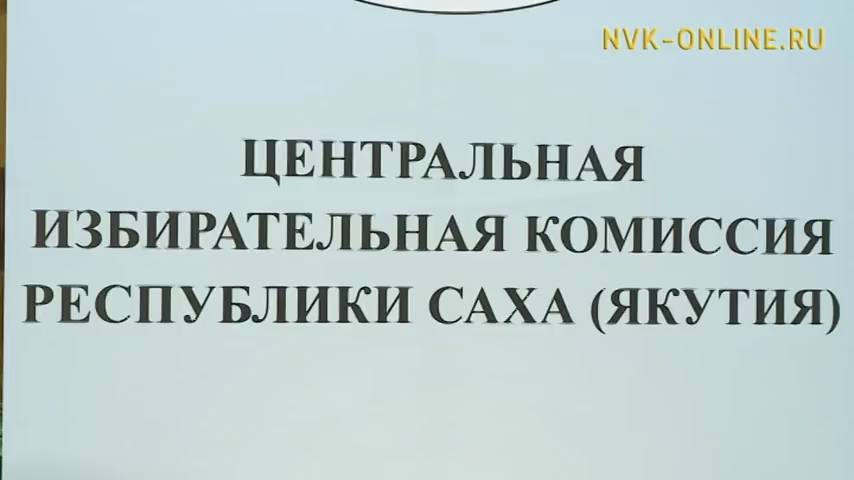 NVK-ONLINE.RU
ЦЕНТРАЛЬНАЯ
ИЗБИРАТЕЛЬНАЯ КОМИССИЯ
РЕСПУБЛИКИ САХА (ЯКУТИЯ)